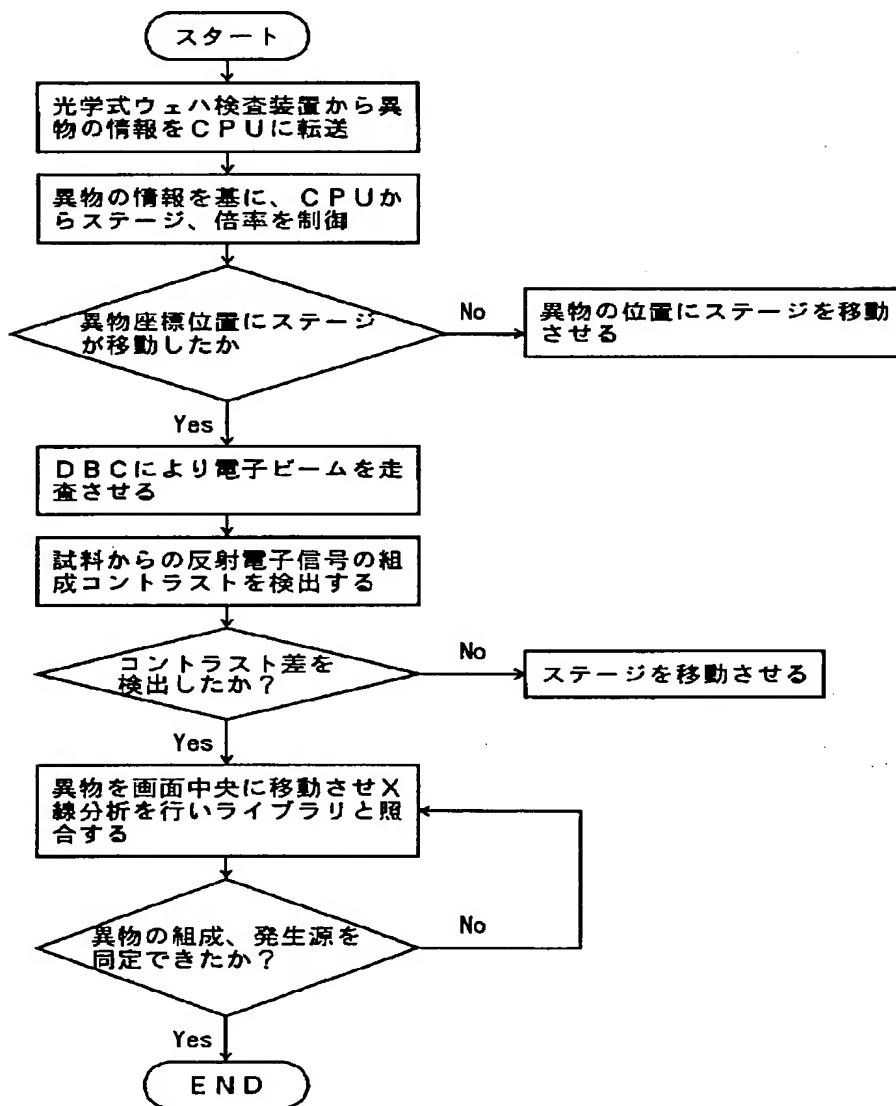 スタート
光学式ウェハ検査装置から異
物の情報をCPUに転送
異物の情報を基に、CPUか
らステージ、倍率を制御
異物座標位置にステージ
が移動したか
No
異物の位置にステージを移動
させる
Yes
DBCにより電子ビームを走
査させる
試料からの反射電子信号の組
成コントラストを検出する
コントラスト差を
検出したか?
No
ステージを移動させる
Yes
異物を画面中央に移動させX
線分析を行いライブラリと照
合する
異物の組成、発生源を
同定できたか?
No
Yes
END